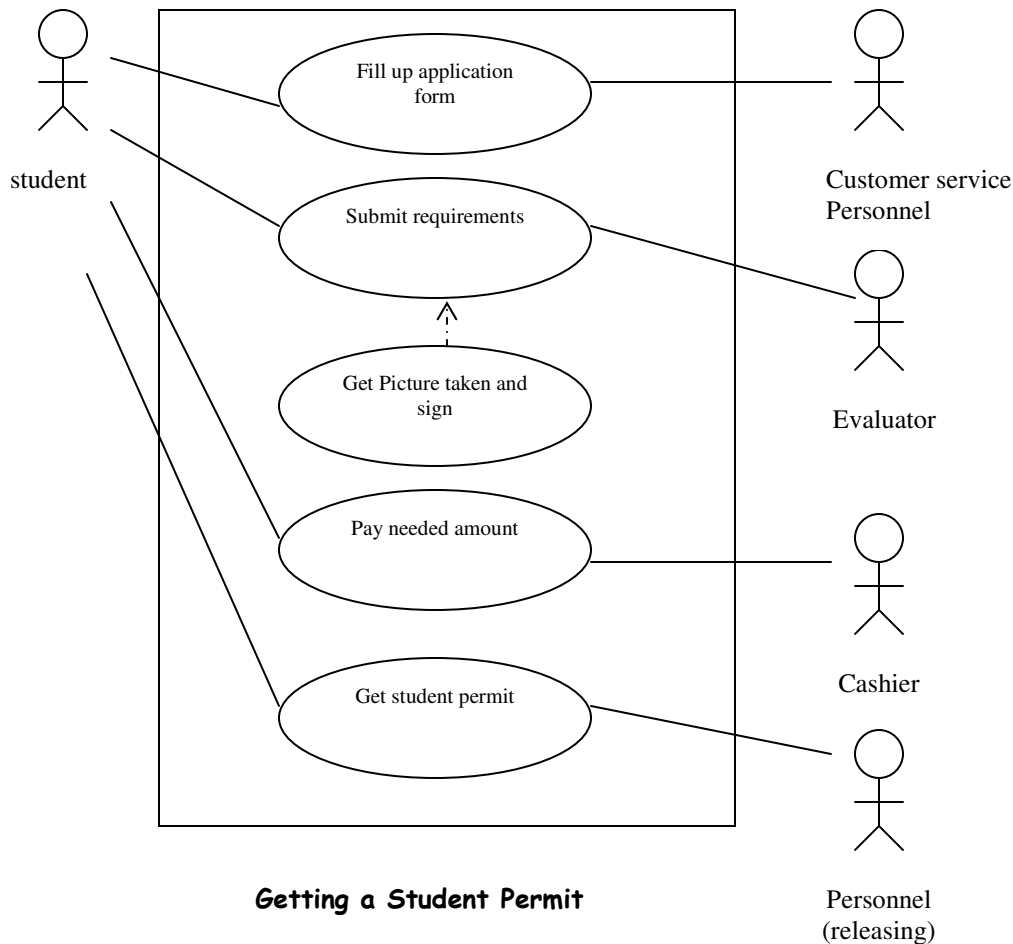 Fill up application
form
student
Customer service
Personnel
Submit requirements
Get Picture taken and
sign
Evaluator
Pay needed amount
Cashier
Get student permit
Getting a Student Permit
Personnel
(releasing)